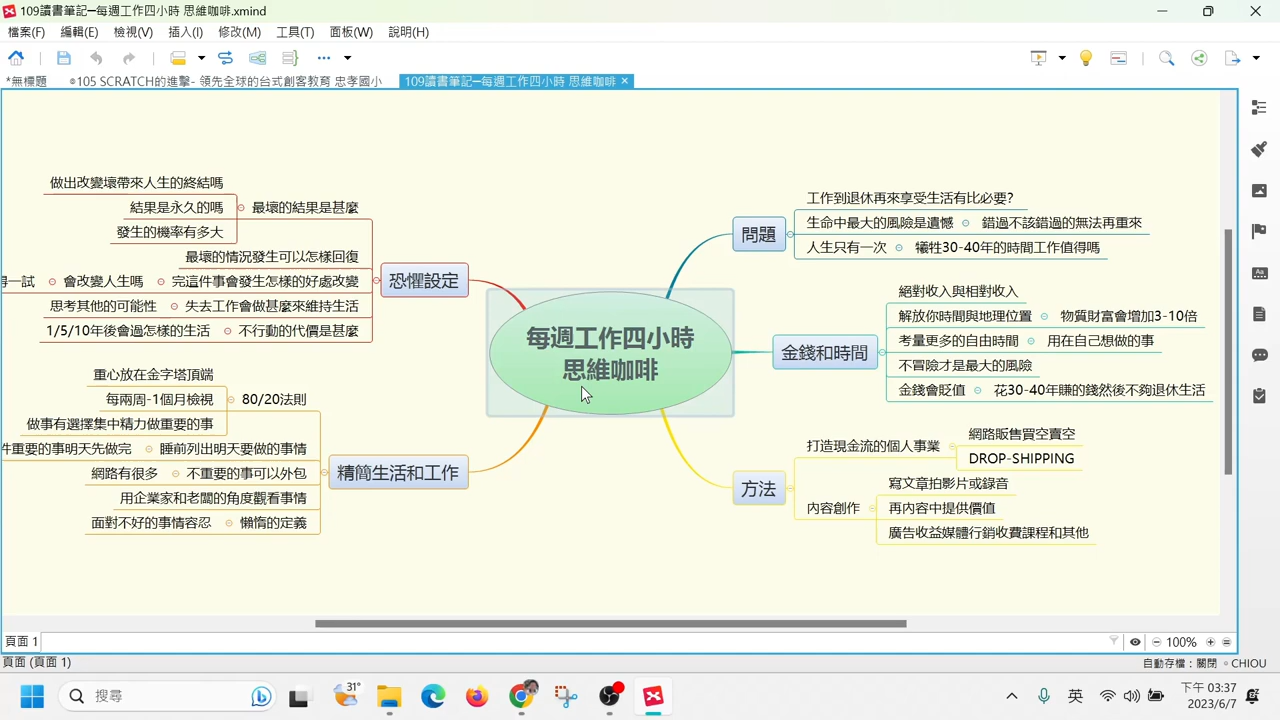 109讀書筆記─每週工作四小時 思維咖啡.xmind
檔案(F) 編輯(E) 檢視(V) 插入(I) 修改(M) 工具(T) 面板(W) 說明(H)
*無標題 105 SCRATCH的進擊- 領先全球的台式創客教育 忠孝國小 109讀書筆記─每週工作四小時 思維咖啡
每週工作四小時
思維咖啡
問題
工作到退休再來享受生活有比必要?
生命中最大的風險是遺憾 錯過不該錯過的無法再重來
人生只有一次 犧牲30-40年的時間工作值得嗎
金錢和時間
絕對收入與相對收入
解放你時間與地理位置 物質財富會增加3-10倍
考量更多的自由時間 用在自己想做的事
不冒險才是最大的風險
金錢會貶值 花30-40年賺的錢然後不夠退休生活
方法
打造現金流的個人事業
網路販售買空賣空
DROP-SHIPPING
內容創作
寫文章拍影片或錄音
再內容中提供價值
廣告收益媒體行銷收費課程和其他
恐懼設定
最壞的結果是甚麼
做出改變壞帶來人生的終結嗎
結果是永久的嗎
發生的機率有多大
最壞的情況發生可以怎樣回復
完這件事會發生怎樣的好處改變 會改變人生嗎 一試
失去工作會做甚麼來維持生活 思考其他的可能性
不行動的代價是甚麼 1/5/10年後會過怎樣的生活
精簡生活和工作
80/20法則
重心放在金字塔頂端
每兩周-1個月檢視
做事有選擇集中精力做重要的事
睡前列出明天要做的事情 件重要的事明天先做完
不重要的事可以外包 網路有很多
用企業家和老闆的角度觀看事情
懶惰的定義 面對不好的事情容忍
頁面 1
100%
頁面 (頁面 1)
自動存檔：關閉 CHIOU
搜尋
31°
英
下午 03:37
2023/6/7